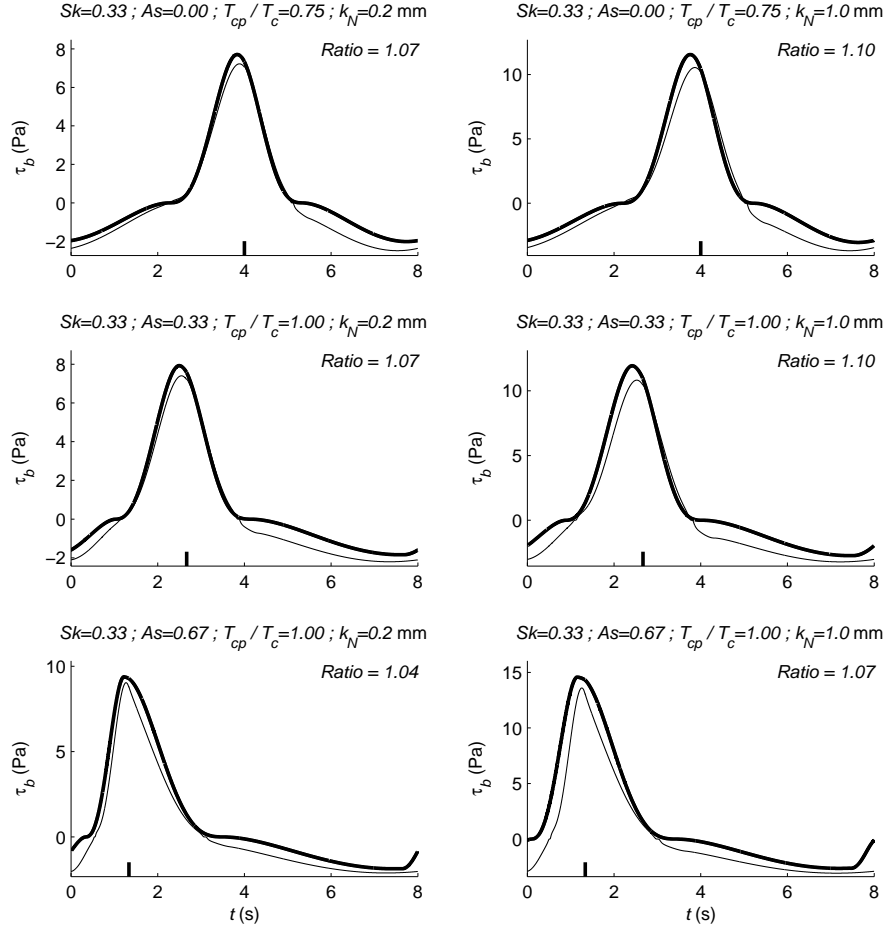 Sk=0.33 ; As=0.00 ; T_cp / T_c=0.75 ; k_N=0.2 mm
Ratio = 1.07
8
6
4
2
0
−2
τ_b (Pa)
0 2 4 6 8
Sk=0.33 ; As=0.00 ; T_cp / T_c=0.75 ; k_N=1.0 mm
Ratio = 1.10
10
5
0
τ_b (Pa)
0 2 4 6 8
Sk=0.33 ; As=0.33 ; T_cp / T_c=1.00 ; k_N=0.2 mm
Ratio = 1.07
8
6
4
2
0
−2
τ_b (Pa)
0 2 4 6 8
Sk=0.33 ; As=0.33 ; T_cp / T_c=1.00 ; k_N=1.0 mm
Ratio = 1.10
10
5
0
τ_b (Pa)
0 2 4 6 8
Sk=0.33 ; As=0.67 ; T_cp / T_c=1.00 ; k_N=0.2 mm
Ratio = 1.04
10
5
0
τ_b (Pa)
0 2 4 6 8
t (s)
Sk=0.33 ; As=0.67 ; T_cp / T_c=1.00 ; k_N=1.0 mm
Ratio = 1.07
15
10
5
0
τ_b (Pa)
0 2 4 6 8
t (s)